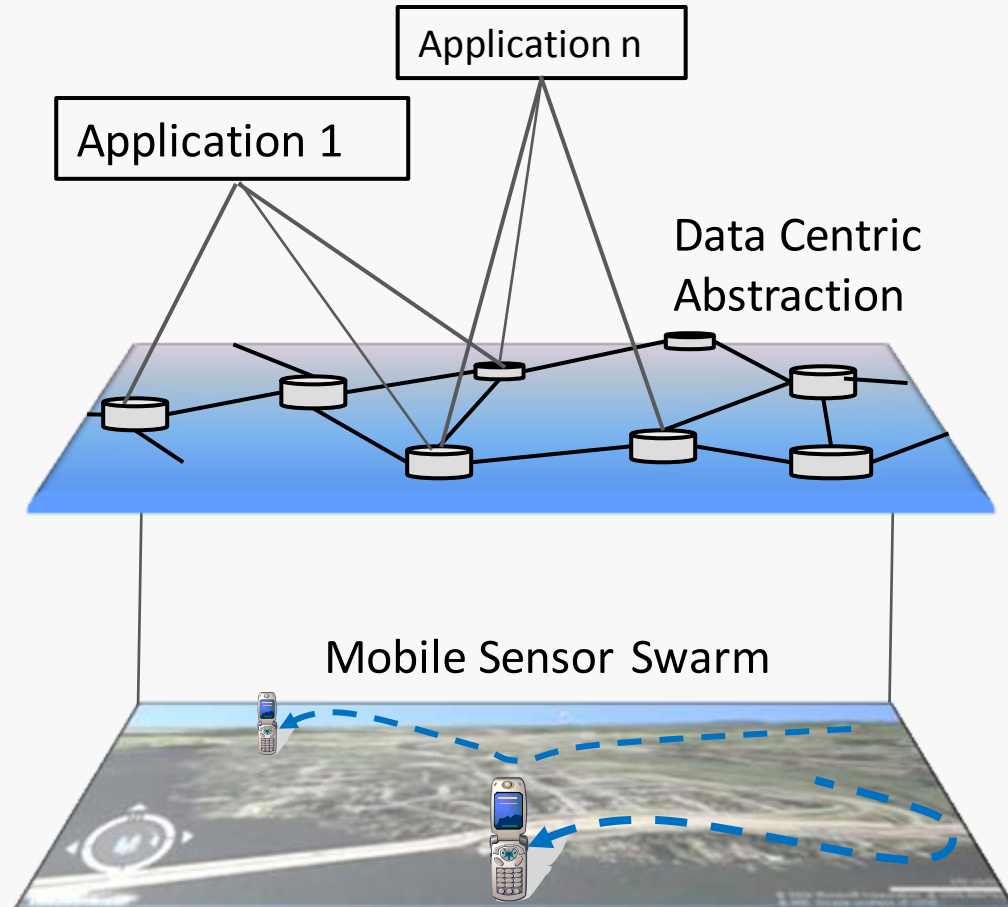 Application n
Application 1
Data Centric
Abstraction
Mobile Sensor Swarm